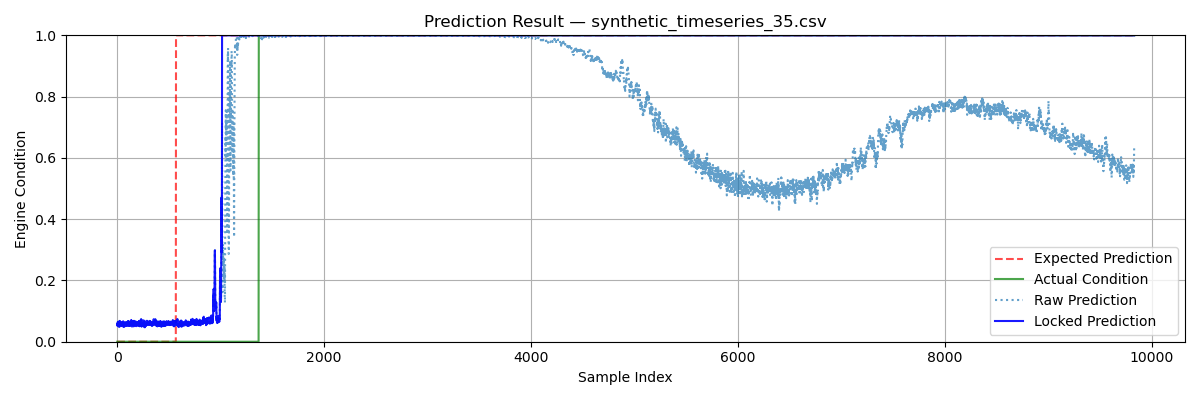 Prediction Result — synthetic_timeseries_35.csv
1.0
0.8
0.6
0.4
0.2
0.0
Engine Condition
0
2000
4000
6000
8000
10000
Sample Index
Expected Prediction
Actual Condition
Raw Prediction
Locked Prediction